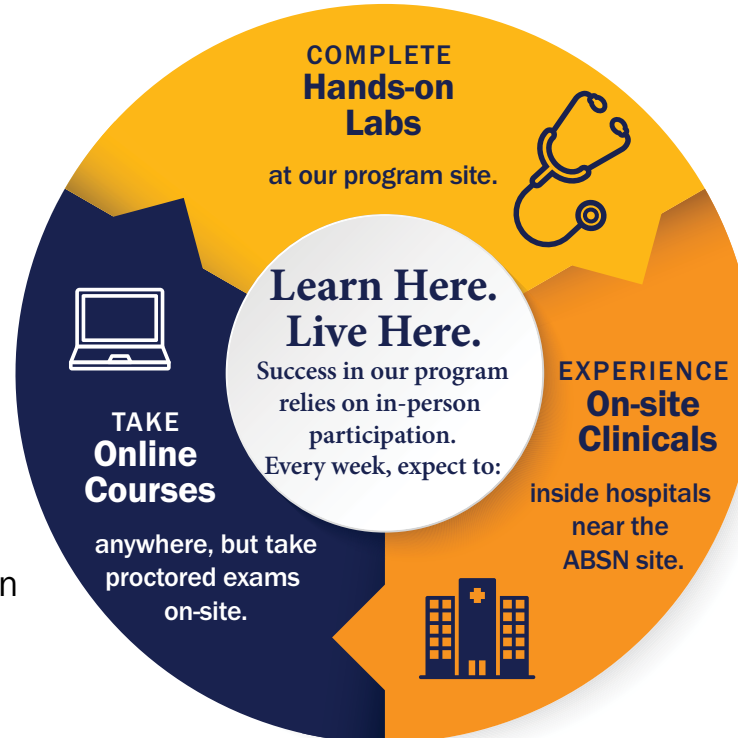 COMPLETE
Hands-on
Labs
at our program site.
Learn Here.
Live Here.
Success in our program
relies on in-person
participation.
Every week, expect to:
EXPERIENCE
On-site
Clinicals
inside hospitals
near the
ABSN site.
TAKE
Online
Courses
anywhere, but take
proctored exams
on-site.
n